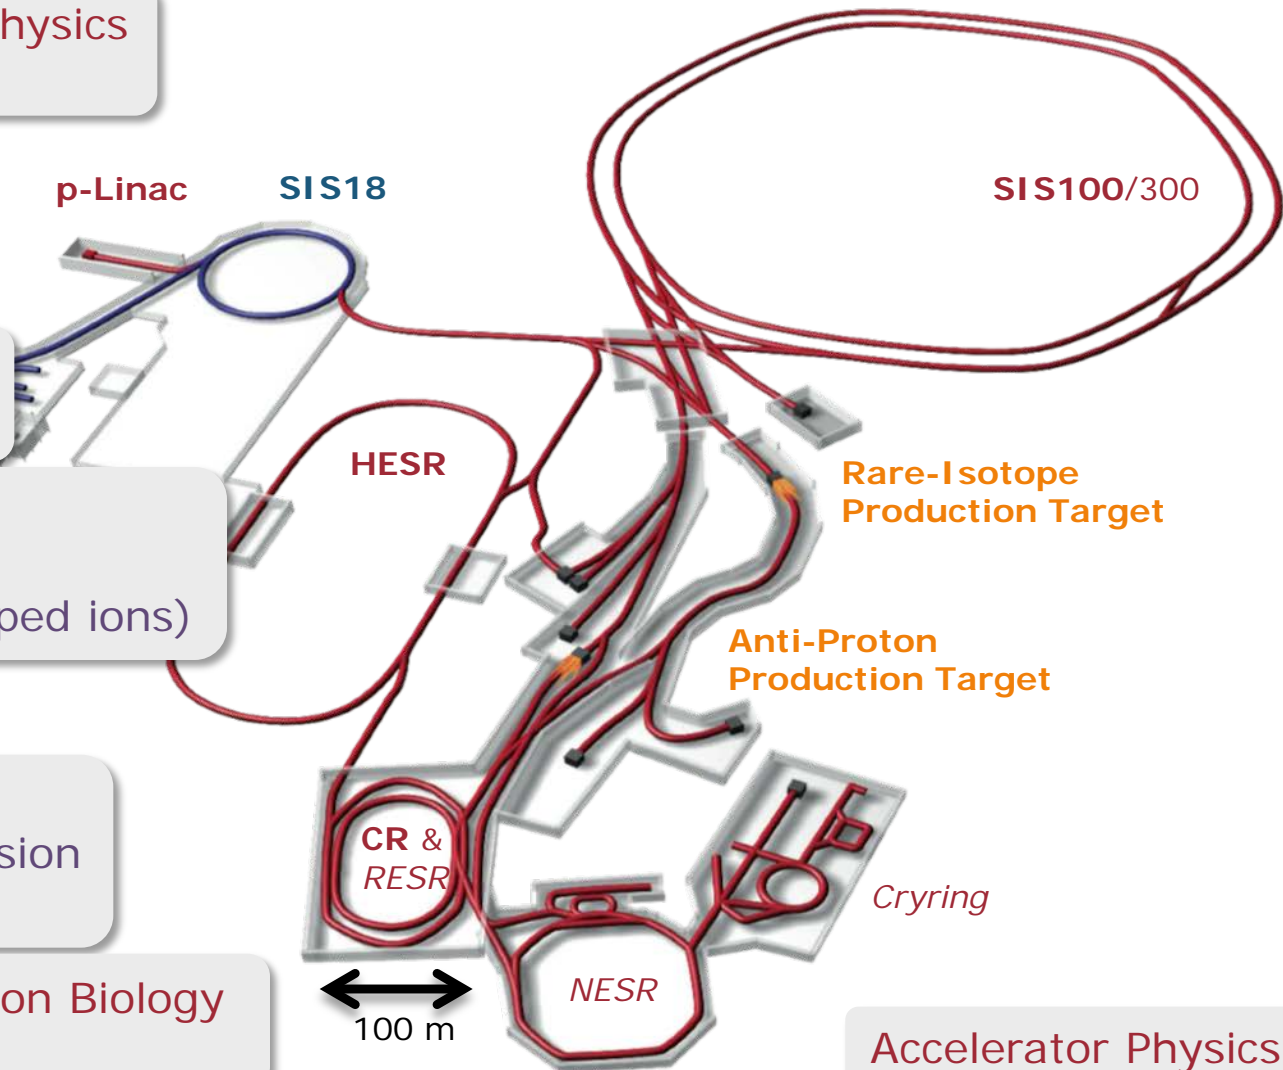 hysics
p-Linac
SIS18
SIS100/300
HESR
Rare-Isotope
Production Target
ped ions)
Anti-Proton
Production Target
CR &
RESR
sion
Cryring
NESR
on Biology
100 m
Accelerator Physics